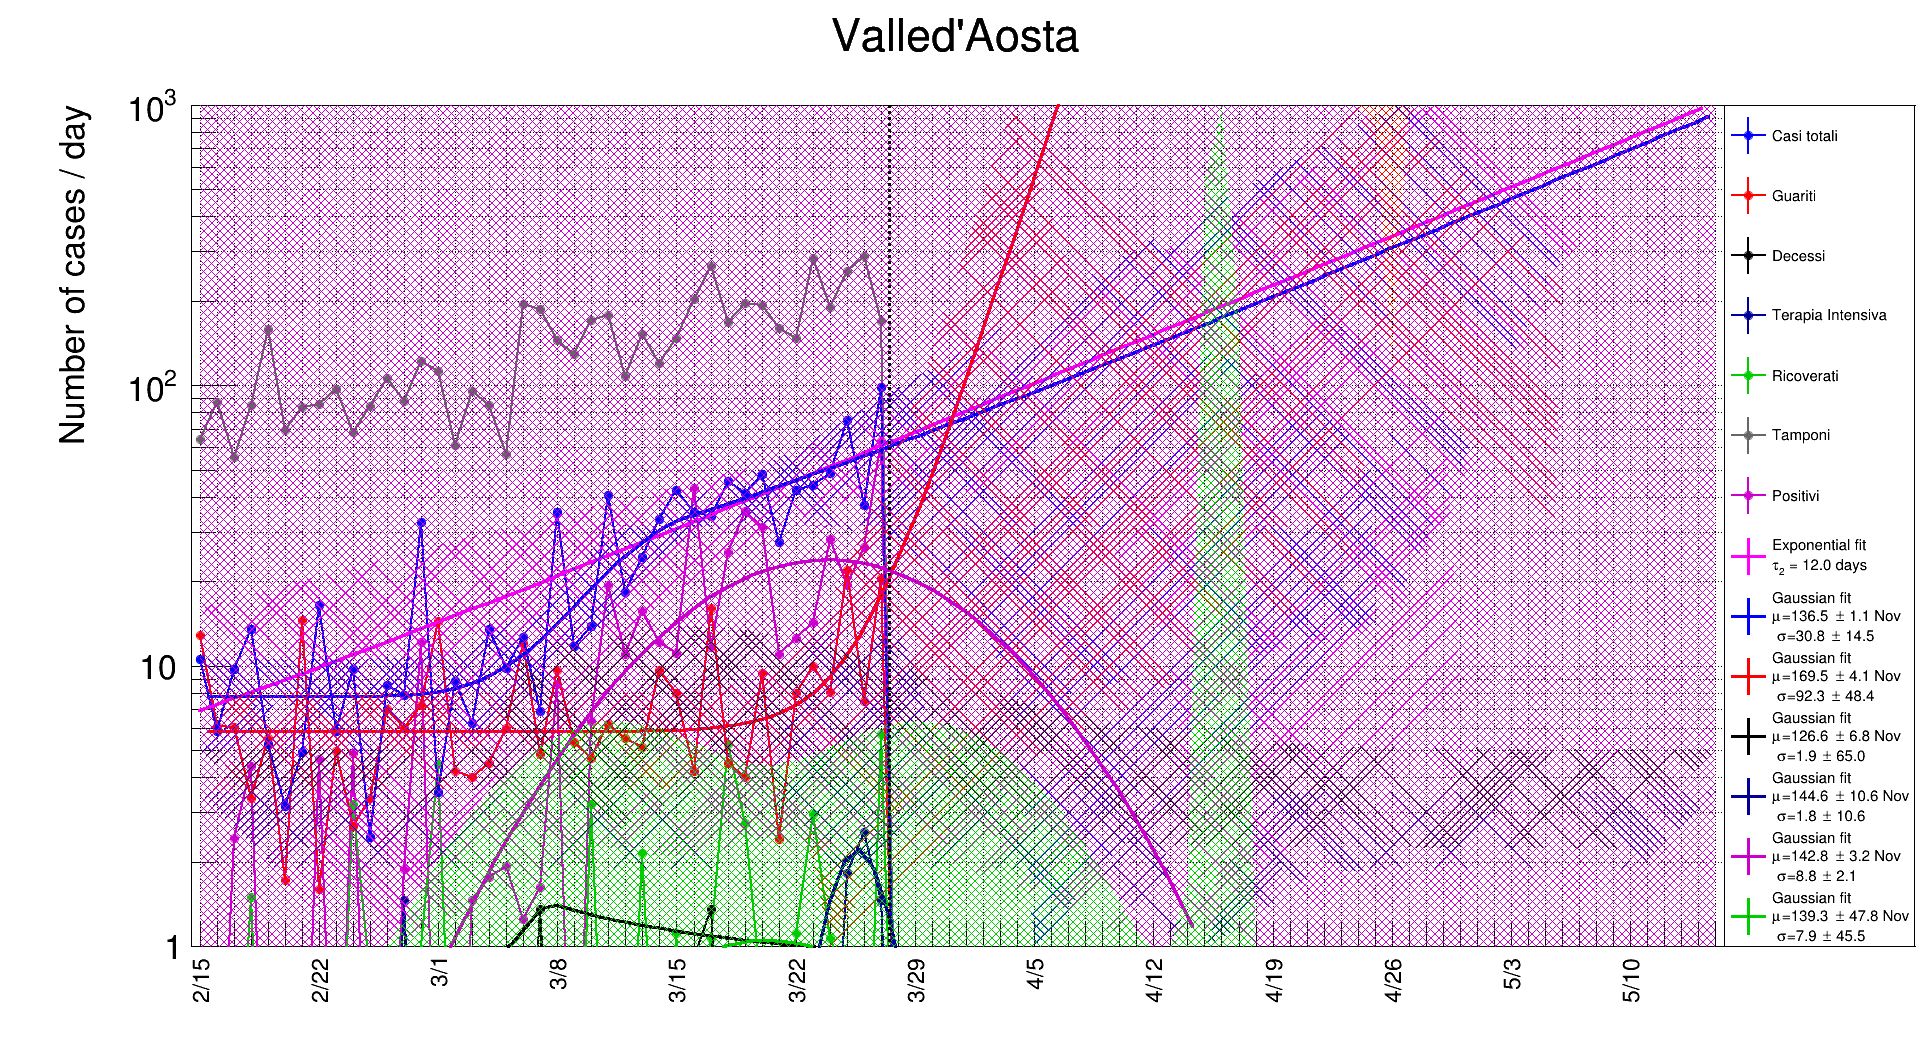 Valled'Aosta
Number of cases / day
10³
10²
10
1
2/15
2/22
3/1
3/8
3/15
3/22
3/29
4/5
4/12
4/19
4/26
5/3
5/10
Casi totali
Guariti
Decessi
Terapia Intensiva
Ricoverati
Tamponi
Positivi
Exponential fit
τ₂ = 12.0 days
Gaussian fit
μ=136.5 ± 1.1 Nov
σ=30.8 ± 14.5
Gaussian fit
μ=169.5 ± 4.1 Nov
σ=92.3 ± 48.4
Gaussian fit
μ=126.6 ± 6.8 Nov
σ=1.9 ± 65.0
Gaussian fit
μ=144.6 ± 10.6 Nov
σ=1.8 ± 10.6
Gaussian fit
μ=142.8 ± 3.2 Nov
σ=8.8 ± 2.1
Gaussian fit
μ=139.3 ± 47.8 Nov
σ=7.9 ± 45.5